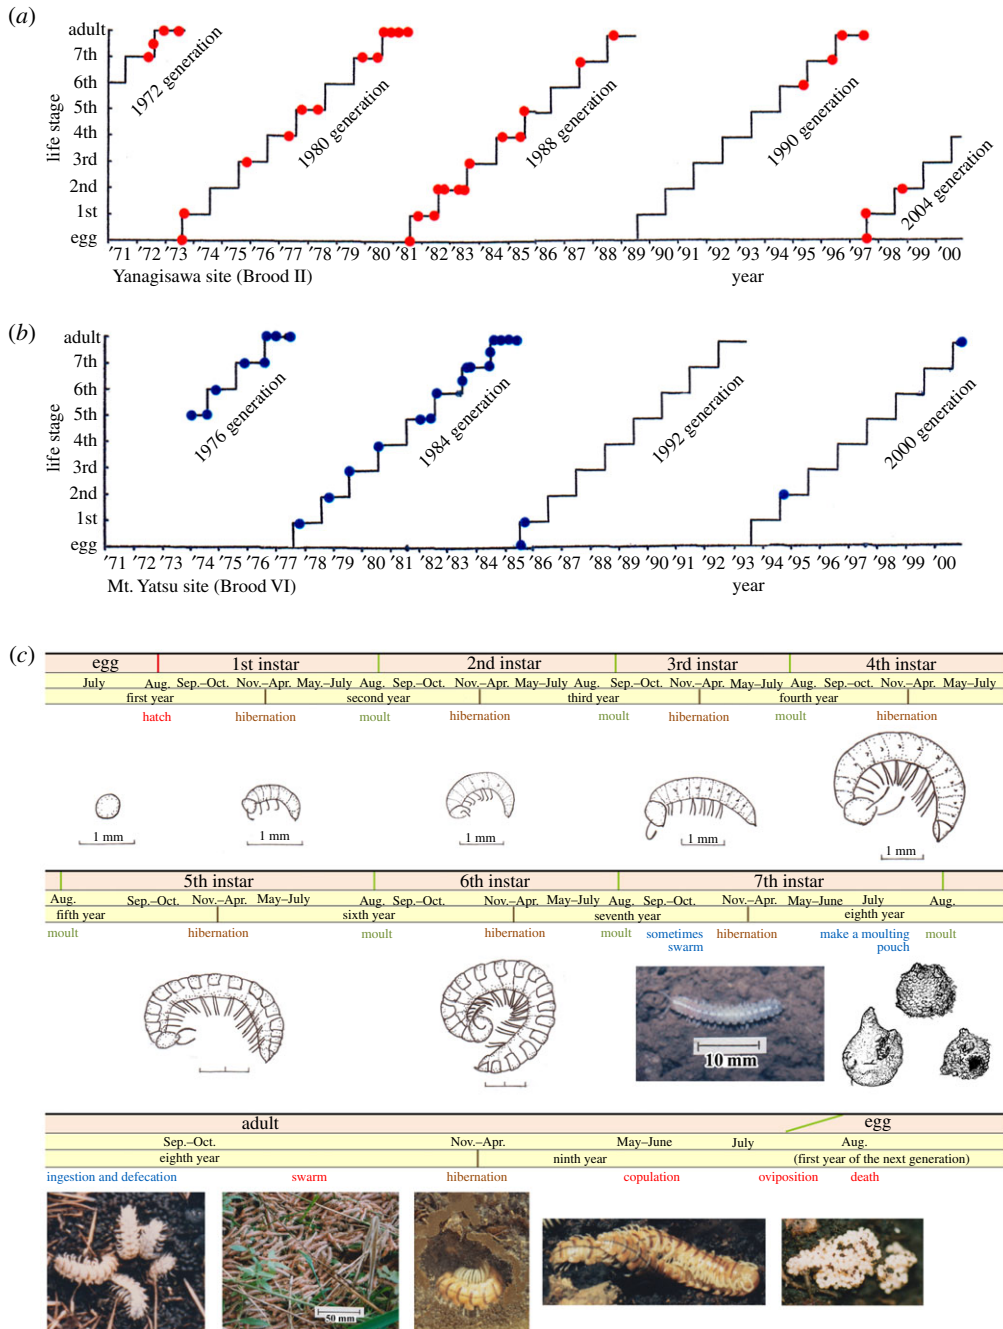 (a)
life stage
adult
7th
6th
5th
4th
3rd
2nd
1st
egg
1972 generation
1980 generation
1988 generation
1990 generation
2004 generation
'71 '72 '73 '74 '75 '76 '77 '78 '79 '80 '81 '82 '83 '84 '85 '86 '87 '88 '89 '90 '91 '92 '93 '94 '95 '96 '97 '98 '99 '00
Yanagisawa site (Brood II)
year
(b)
life stage
adult
7th
6th
5th
4th
3rd
2nd
1st
egg
1976 generation
1984 generation
1992 generation
2000 generation
'71 '72 '73 '74 '75 '76 '77 '78 '79 '80 '81 '82 '83 '84 '85 '86 '87 '88 '89 '90 '91 '92 '93 '94 '95 '96 '97 '98 '99 '00
Mt. Yatsu site (Brood VI)
year
(c)
egg 1st instar 2nd instar 3rd instar 4th instar
July Aug. Sep.–Oct. Nov.–Apr. May–July Aug. Sep.–Oct. Nov.–Apr. May–July Aug. Sep.–Oct. Nov.–Apr. May–July Aug. Sep–oct. Nov.–Apr. May–July
first year second year third year fourth year
hatch hibernation moult hibernation moult hibernation moult hibernation
1 mm 1 mm 1 mm 1 mm 1 mm
5th instar 6th instar 7th instar
Aug. Sep.–Oct. Nov.–Apr. May–July Aug. Sep.–Oct. Nov.–Apr. May–July Aug. Sep.–Oct. Nov.–Apr. May–June July Aug.
fifth year sixth year seventh year eighth year
moult hibernation moult hibernation moult sometimes swarm hibernation make a moulting pouch moult
10 mm
adult egg
Sep.–Oct. Nov.–Apr. May–June July Aug.
eighth year ninth year (first year of the next generation)
ingestion and defecation swarm hibernation copulation oviposition death
50 mm